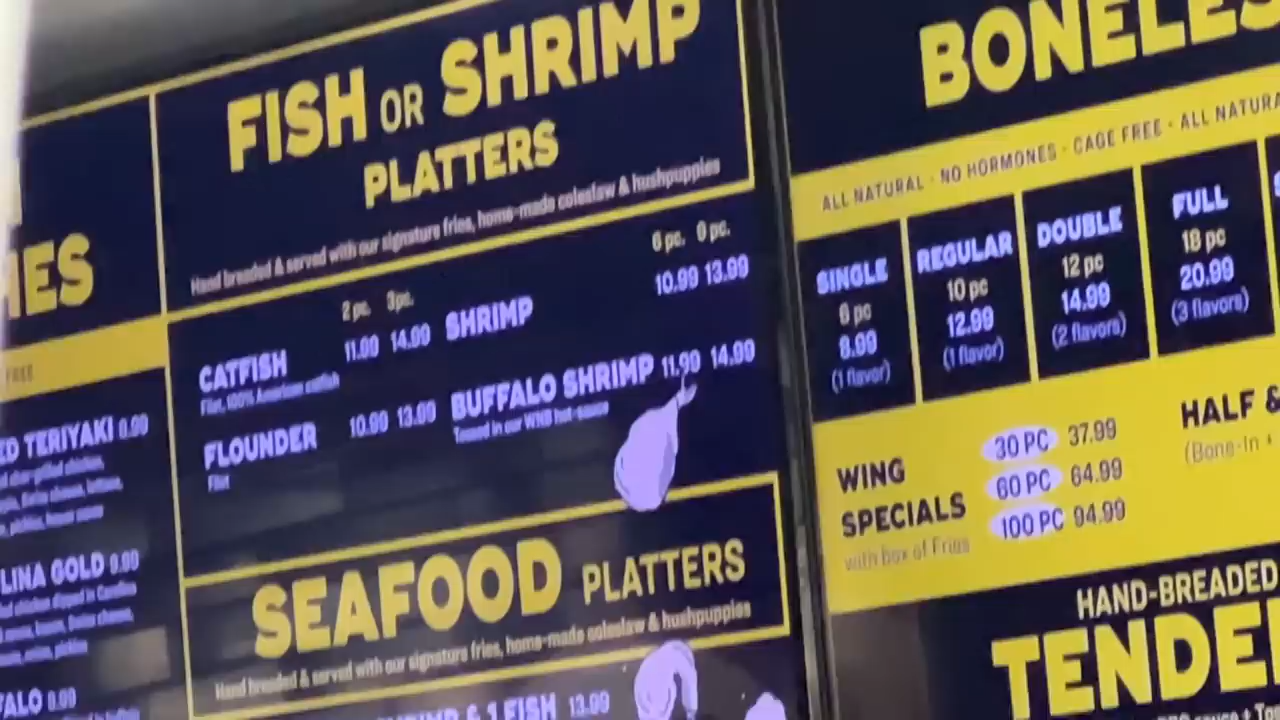 FISH OR SHRIMP
PLATTERS
Hand breaded & served with our signature fries, home-made coleslaw & hushpuppies
2 pc. 3pc.
CATFISH 11.99 14.99
Filet, 100% American catfish
FLOUNDER 10.99 13.99
Filet
6 pc. 9 pc.
SHRIMP 10.99 13.99
BUFFALO SHRIMP 11.99 14.99
Tossed in our WNB hot-sauce
SEAFOOD PLATTERS
Hand breaded & served with our signature fries, home-made coleslaw & hushpuppies
& 1 FISH 13.99
IES
FREE
ED TERIYAKI 9.99
LINA GOLD 9.99
ALO 9.99
BONELES
ALL NATURAL - NO HORMONES - CAGE FREE - ALL NATURA
SINGLE
6 pc
8.99
(1 flavor)
REGULAR
10 pc
12.99
(1 flavor)
DOUBLE
12 pc
14.99
(2 flavors)
FULL
18 pc
20.99
(3 flavors)
WING
SPECIALS
with box of Fries
30 PC 37.99
60 PC 64.99
100 PC 94.99
HALF &
(Bone-In +
HAND-BREADED
TENDE